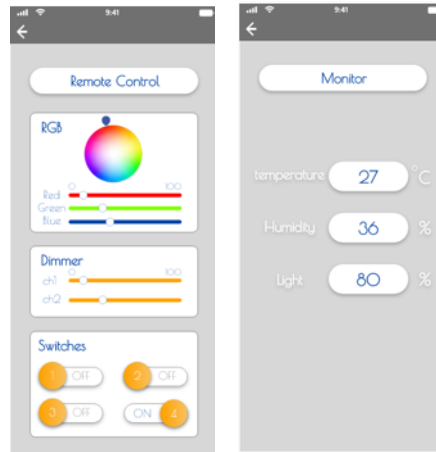 9:41
Remote Control
RGB
0 100
Red
Green
Blue
Dimmer
0 100
ch1
ch2
Switches
1 OFF
2 OFF
3 OFF
ON 4
9:41
Monitor
temperature 27 °C
Humidity 36 %
Light 80 %